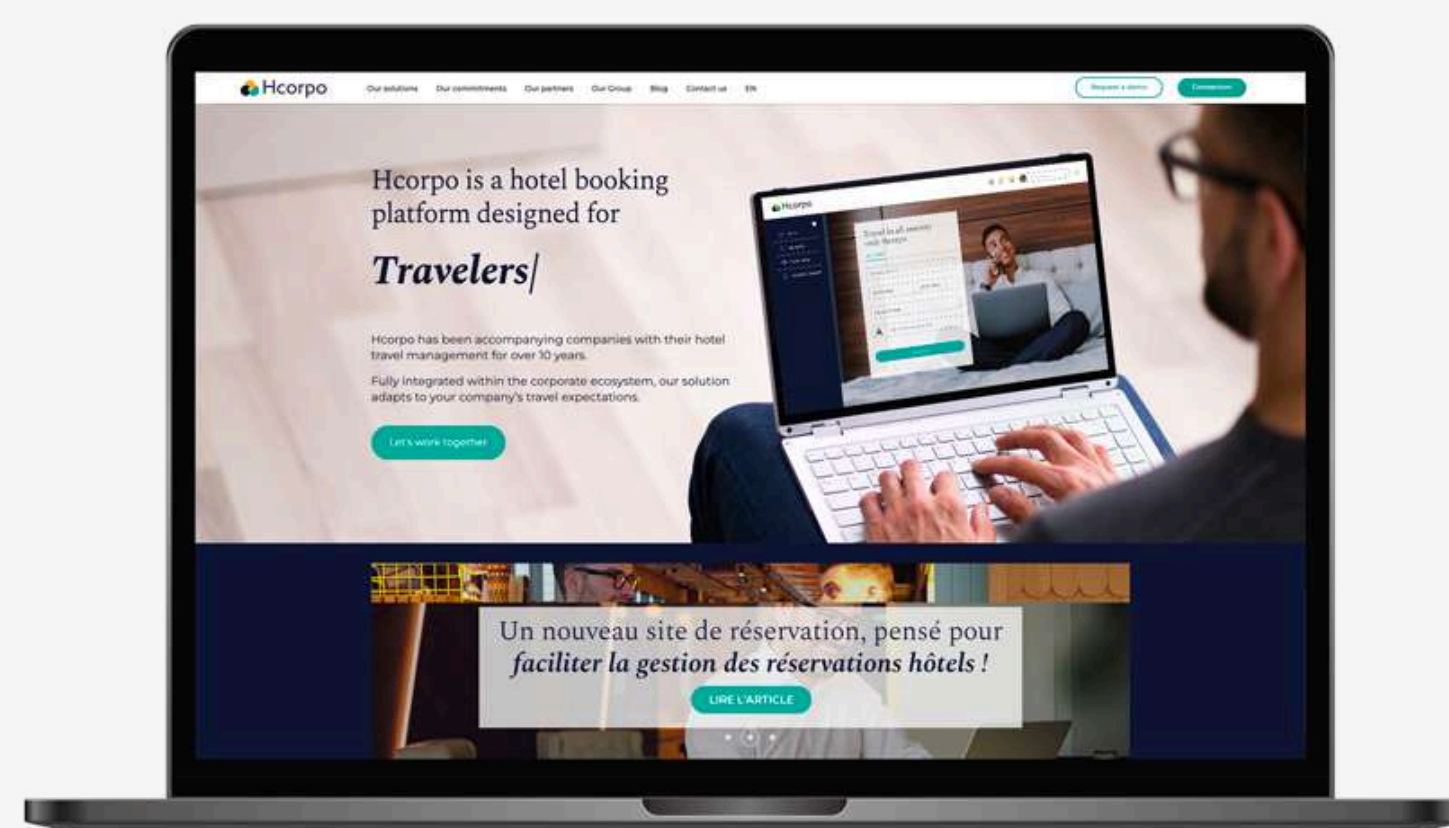 Hcorpo
Our solutions Our commitments Our partners Our Group Blog Contact us EN
Request a demo Connexion
Hcorpo is a hotel booking
platform designed for
Travelers/
Hcorpo has been accompanying companies with their hotel
travel management for over 10 years.
Fully integrated within the corporate ecosystem, our solution
adapts to your company's travel expectations.
Let's work together
Hcorpo
Un nouveau site de réservation, pensé pour
faciliter la gestion des réservations hôtels !
LIRE L'ARTICLE